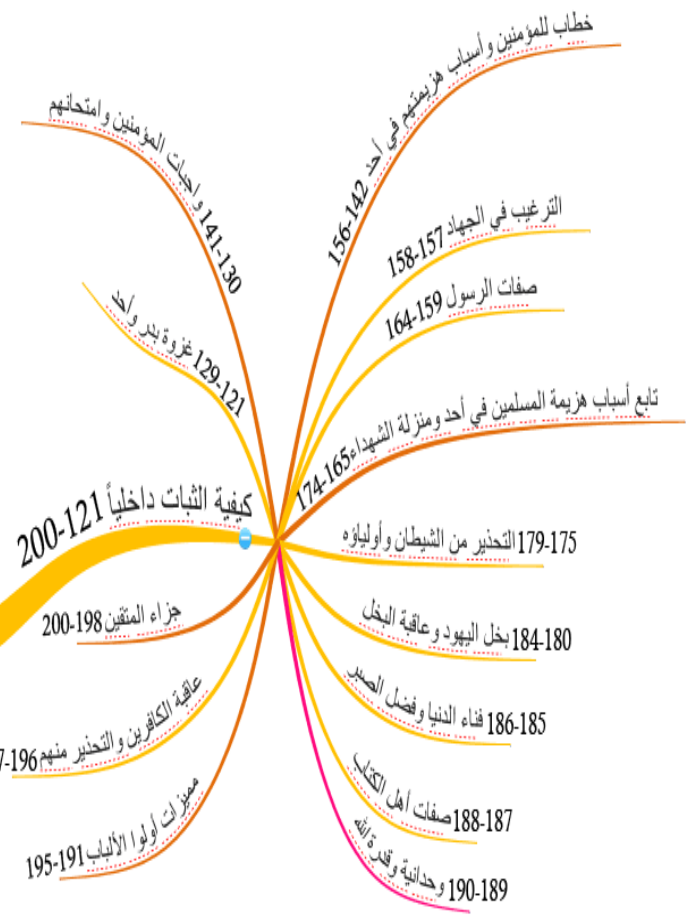 كيفية الثبات داخلياً 121-200
121-129 غزوة بدر وأحد
130-141 واجبات المؤمنين وامتحانهم
خطاب للمؤمنين وأسباب هزيمتهم في أحد 142-156
الترغيب في الجهاد 157-158
صفات الرسول 159-164
تابع أسباب هزيمة المسلمين في أحد ومنزلة الشهداء 165-174
175-179 التحذير من الشيطان وأولياؤه
180-184 بخل اليهود وعاقبة البخل
185-186 فناء الدنيا وفضل الصبر
187-188 صفات أهل الكتاب
189-190 وحدانية وقدرة الله
مميزات أولوا الألباب 191-195
عاقبة الكافرين والتحذير منهم 196-7
جزاء المتقين 198-200